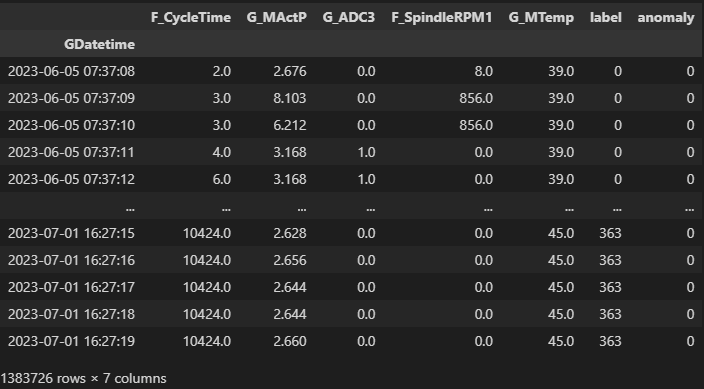 F_CycleTime G_MActP G_ADC3 F_SpindleRPM1 G_MTemp label anomaly
GDatetime
2023-06-05 07:37:08 2.0 2.676 0.0 8.0 39.0 0 0
2023-06-05 07:37:09 3.0 8.103 0.0 856.0 39.0 0 0
2023-06-05 07:37:10 3.0 6.212 0.0 856.0 39.0 0 0
2023-06-05 07:37:11 4.0 3.168 1.0 0.0 39.0 0 0
2023-06-05 07:37:12 6.0 3.168 1.0 0.0 39.0 0 0
... ... ... ... ... ... ... ...
2023-07-01 16:27:15 10424.0 2.628 0.0 0.0 45.0 363 0
2023-07-01 16:27:16 10424.0 2.656 0.0 0.0 45.0 363 0
2023-07-01 16:27:17 10424.0 2.644 0.0 0.0 45.0 363 0
2023-07-01 16:27:18 10424.0 2.644 0.0 0.0 45.0 363 0
2023-07-01 16:27:19 10424.0 2.660 0.0 0.0 45.0 363 0
1383726 rows × 7 columns